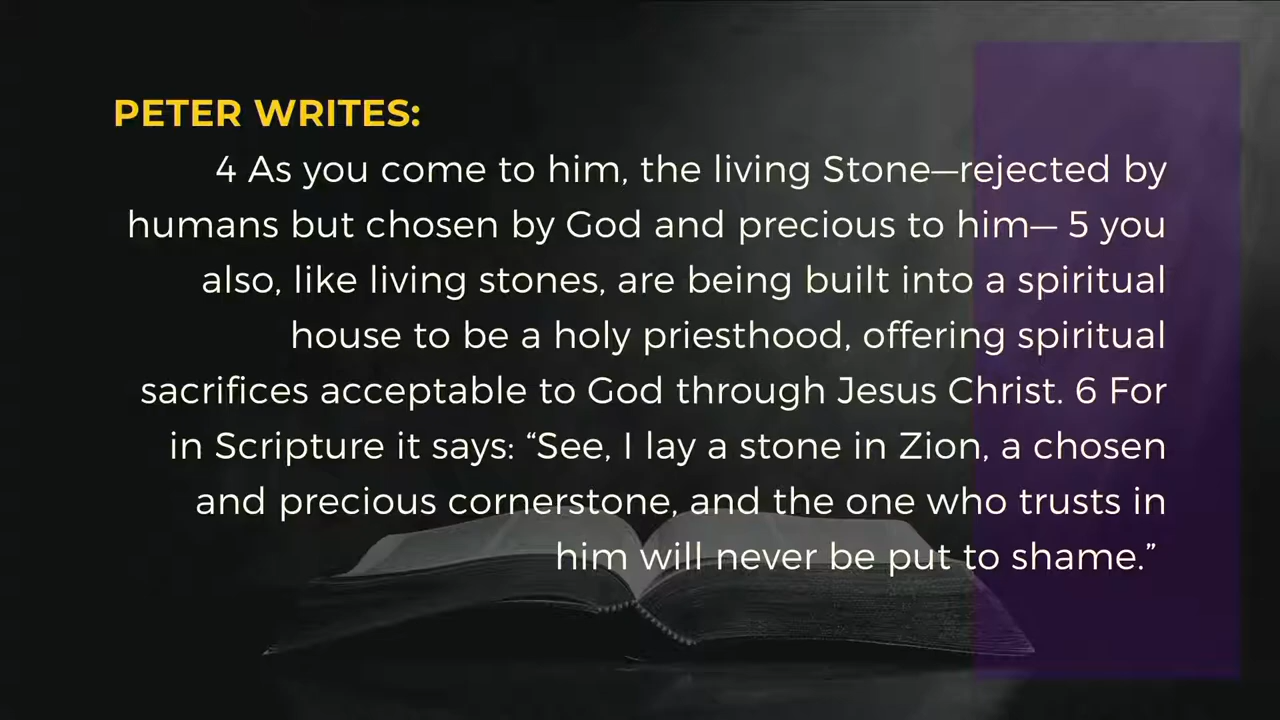 PETER WRITES:
4 As you come to him, the living Stone—rejected by
humans but chosen by God and precious to him— 5 you
also, like living stones, are being built into a spiritual
house to be a holy priesthood, offering spiritual
sacrifices acceptable to God through Jesus Christ. 6 For
in Scripture it says: “See, I lay a stone in Zion, a chosen
and precious cornerstone, and the one who trusts in
him will never be put to shame.”